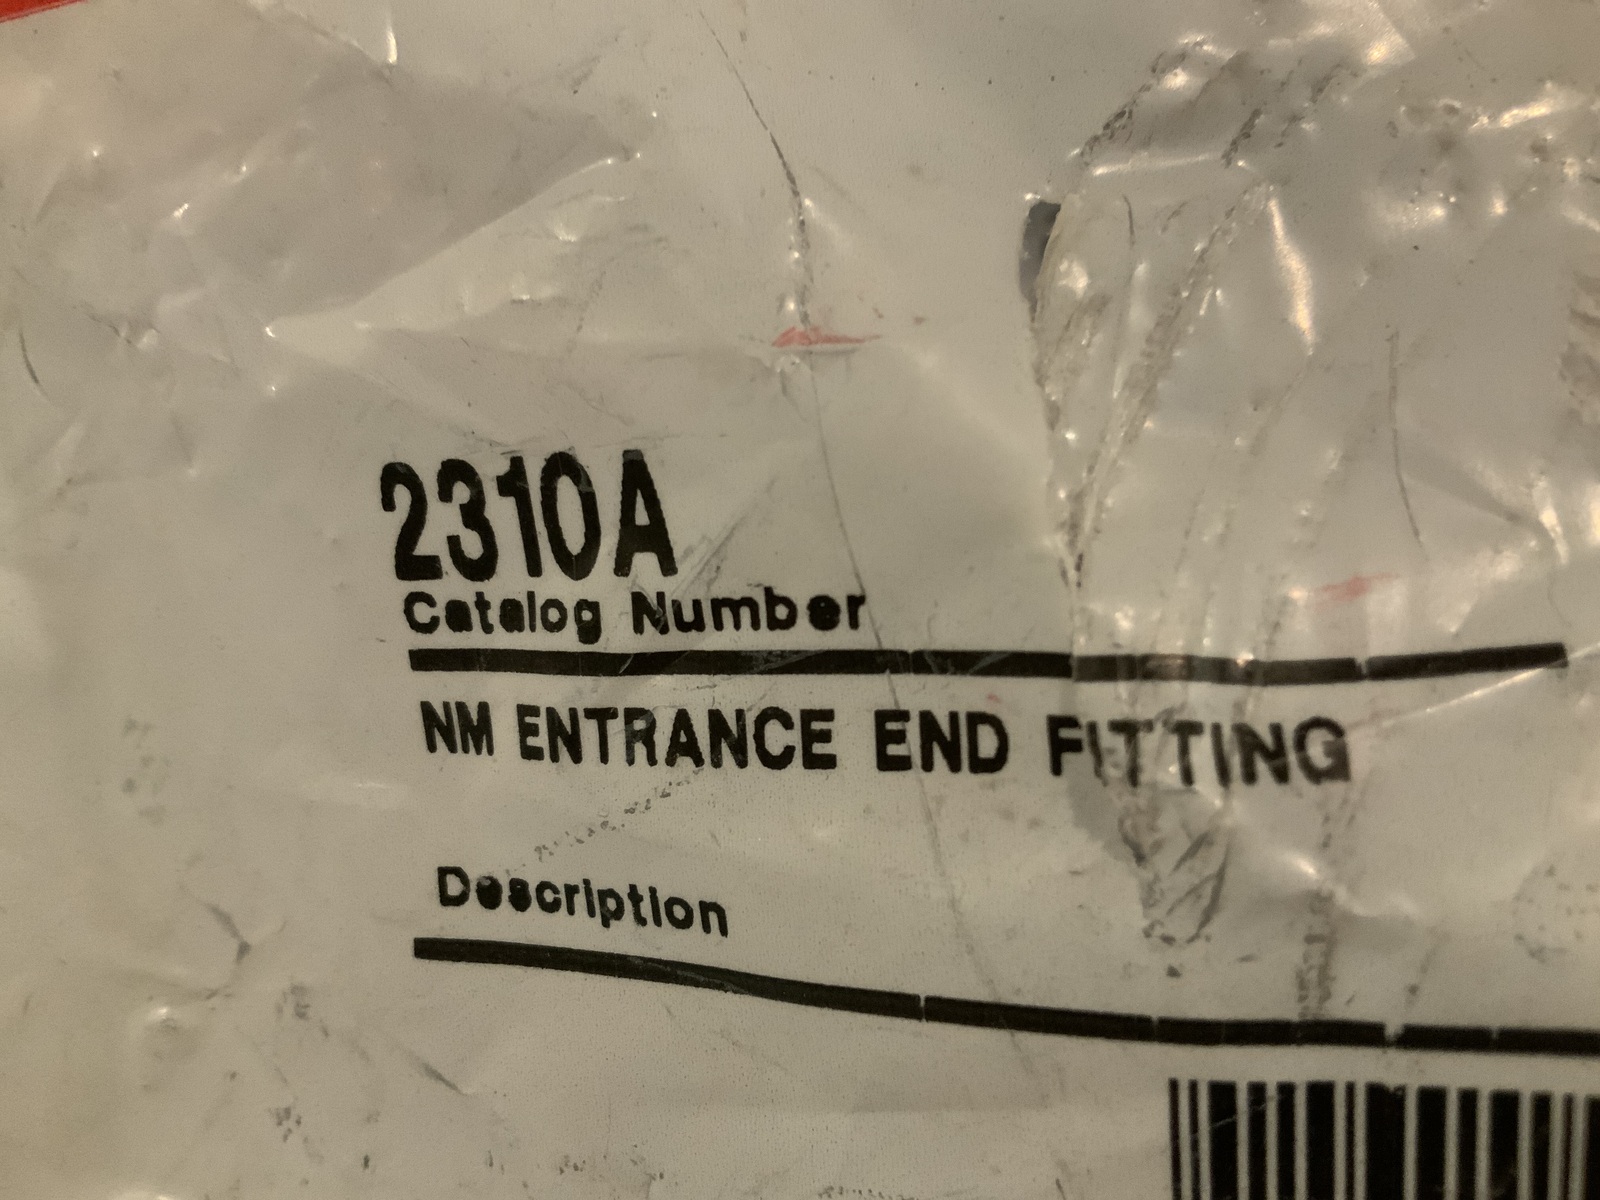 2310A
Catalog Number
NM ENTRANCE END FITTING
Description